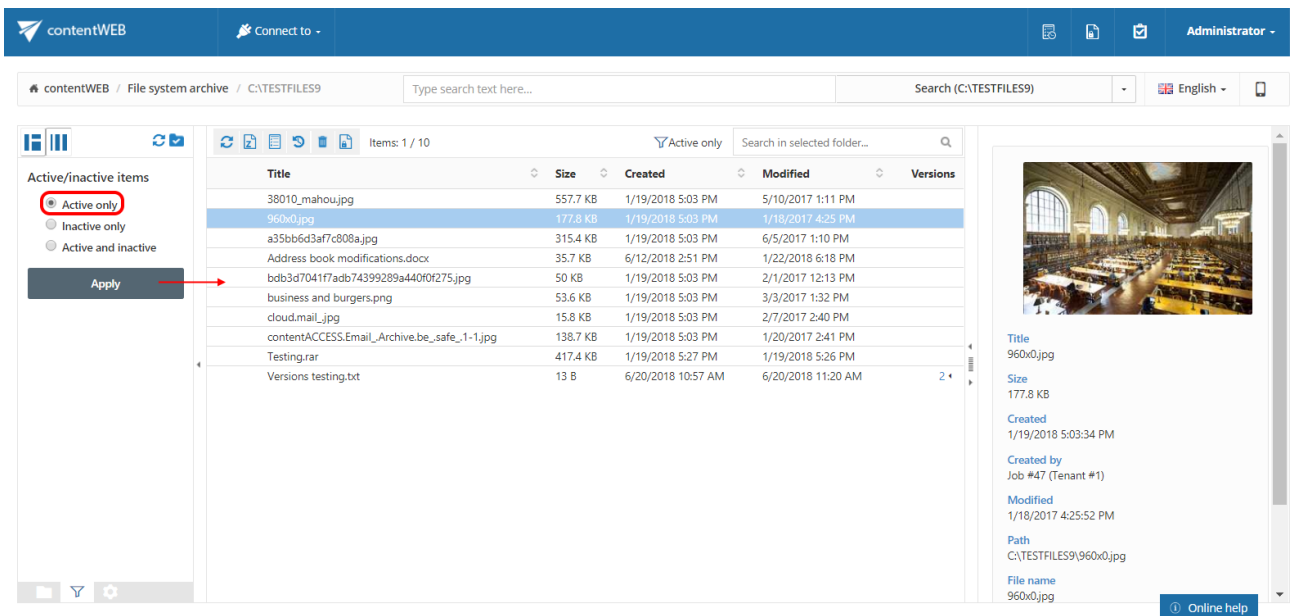 contentWEB Connect to Administrator
contentWEB / File system archive / C:\TESTFILES9 Type search text here... Search (C:\TESTFILES9) English
Items: 1 / 10 Active only Search in selected folder...
Active/inactive items
Active only
Inactive only
Active and inactive
Apply
Title Size Created Modified Versions
38010_mahou.jpg 557.7 KB 1/19/2018 5:03 PM 5/10/2017 1:11 PM
960x0.jpg 177.8 KB 1/19/2018 5:03 PM 1/18/2017 4:25 PM
a35bb6d3af7c808a.jpg 315.4 KB 1/19/2018 5:03 PM 6/5/2017 1:10 PM
Address book modifications.docx 35.7 KB 6/12/2018 2:51 PM 1/22/2018 6:18 PM
bdb3d7041f7adb74399289a440f0f275.jpg 50 KB 1/19/2018 5:03 PM 2/1/2017 12:13 PM
business and burgers.png 53.6 KB 1/19/2018 5:03 PM 3/3/2017 1:32 PM
cloud.mail_.jpg 15.8 KB 1/19/2018 5:03 PM 2/7/2017 2:40 PM
contentACCESS.Email_.Archive.be_.safe_.1-1.jpg 138.7 KB 1/19/2018 5:03 PM 1/20/2017 2:41 PM
Testing.rar 417.4 KB 1/19/2018 5:27 PM 1/19/2018 5:26 PM
Versions testing.txt 13 B 6/20/2018 10:57 AM 6/20/2018 11:20 AM 2
Title
960x0.jpg
Size
177.8 KB
Created
1/19/2018 5:03:34 PM
Created by
Job #47 (Tenant #1)
Modified
1/18/2017 4:25:52 PM
Path
C:\TESTFILES9\960x0.jpg
File name
960x0.jpg
Online help